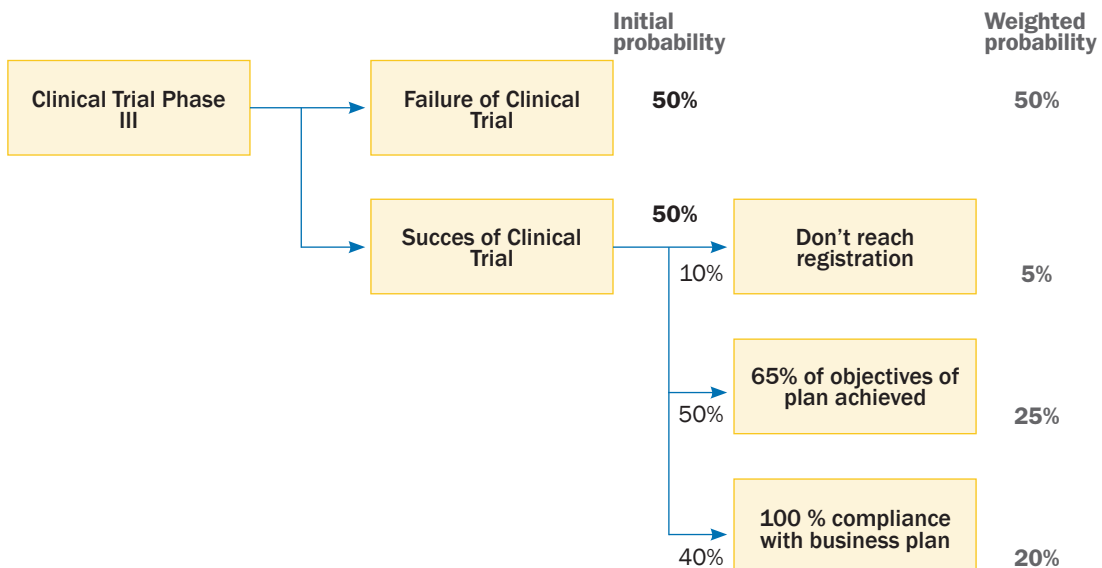 Initial
probability
Weighted
probability
Clinical Trial Phase
III
Failure of Clinical
Trial
50%
50%
Succes of Clinical
Trial
50%
10%
Don't reach
registration
5%
65% of objectives of
plan achieved
50%
25%
100 % compliance
with business plan
40%
20%